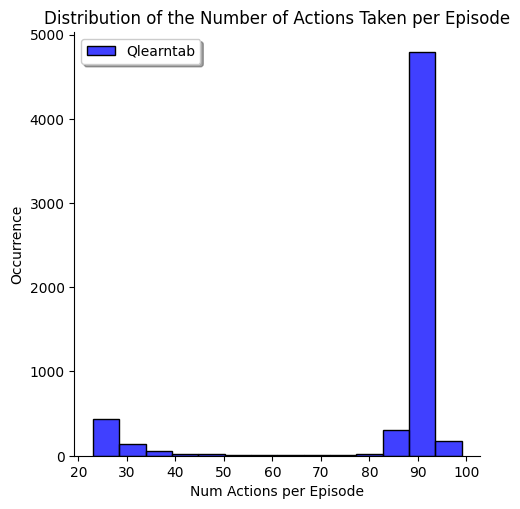 Distribution of the Number of Actions Taken per Episode
Qlearntab
5000
4000
3000
2000
1000
0
Occurrence
20 30 40 50 60 70 80 90 100
Num Actions per Episode